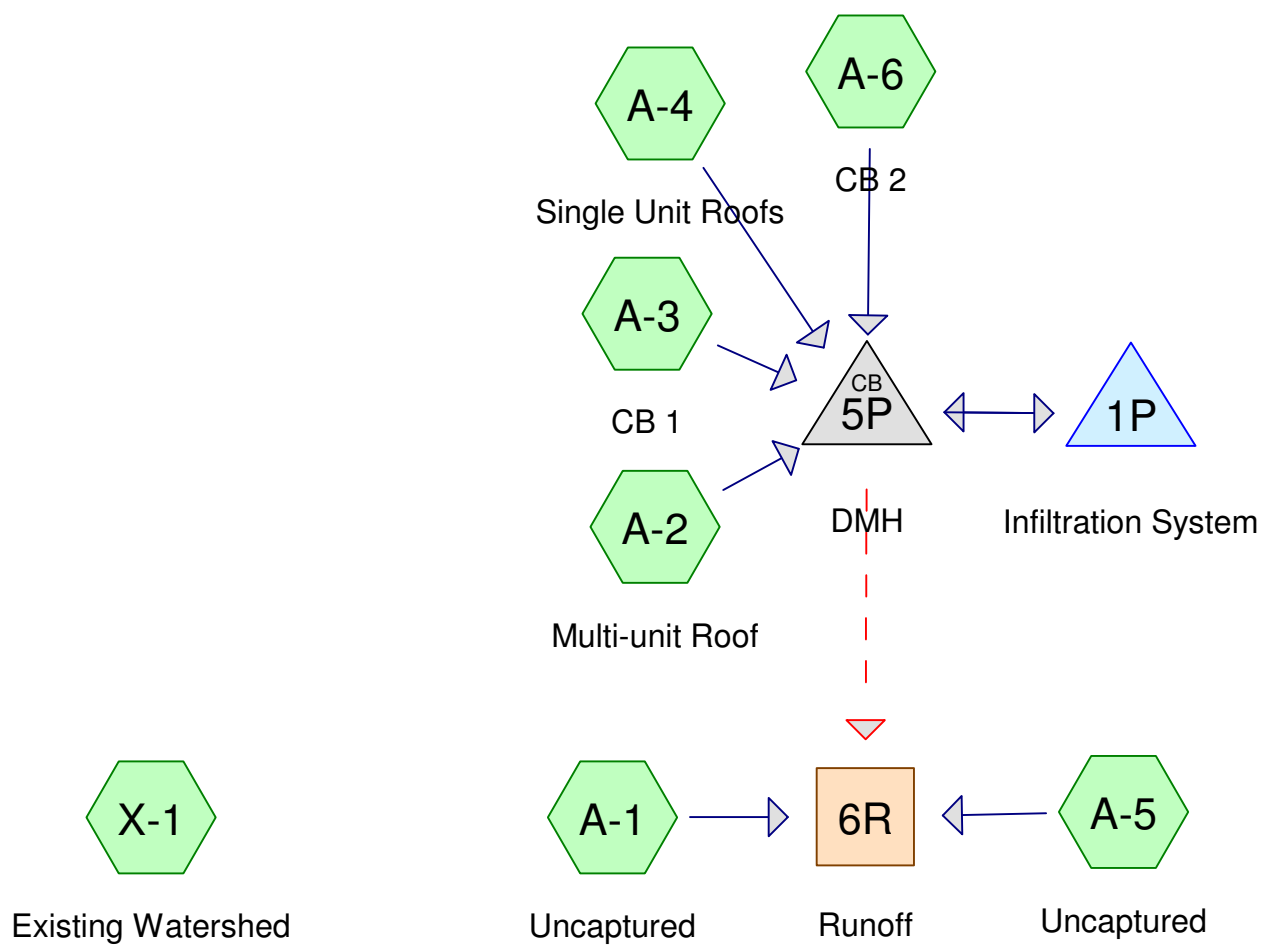 A-6
A-4
CB 2
Single Unit Roofs
A-3
CB
5P
1P
CB 1
A-2
DMH
Infiltration System
Multi-unit Roof
X-1
A-1
6R
A-5
Existing Watershed
Uncaptured
Runoff
Uncaptured